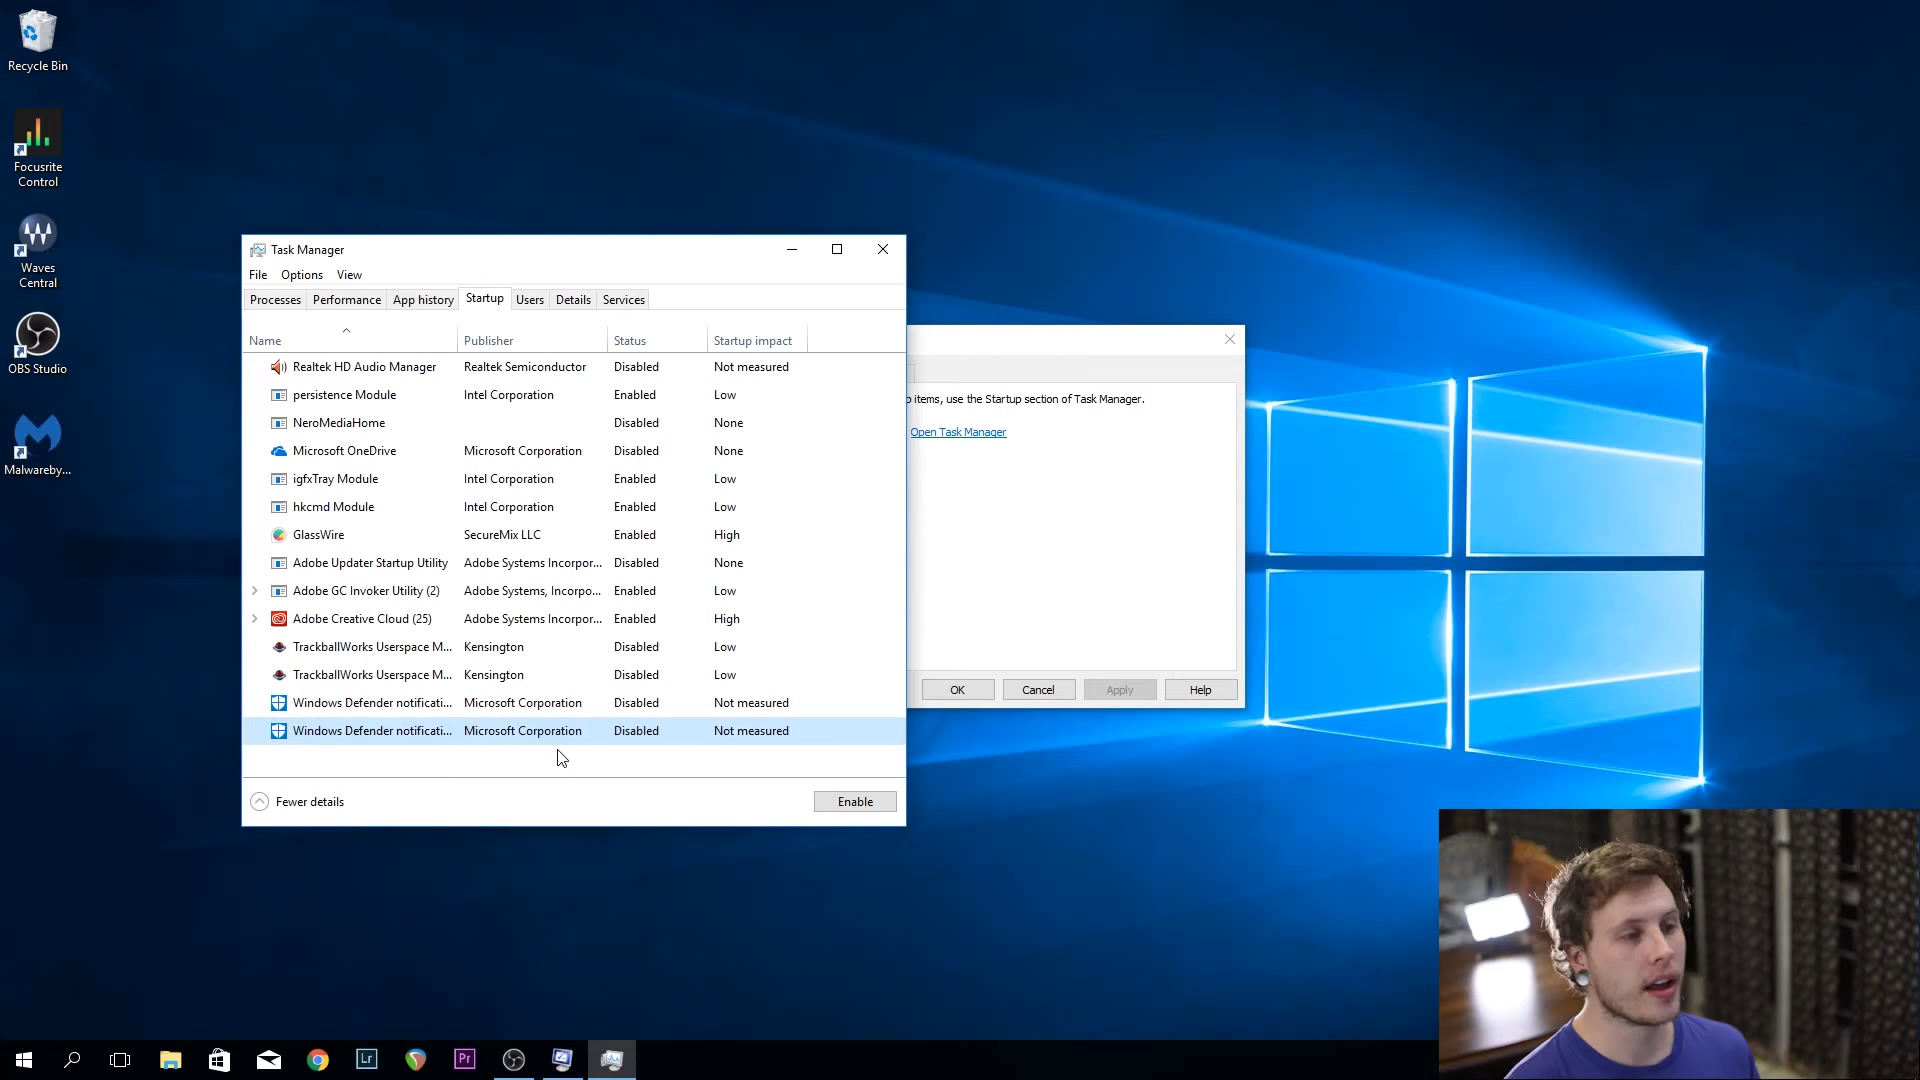 Recycle Bin
Focusrite
Control
Waves
Central
OBS Studio
Malwareby...
Task Manager
File Options View
Processes Performance App history Startup Users Details Services
Name Publisher Status Startup impact
Realtek HD Audio Manager Realtek Semiconductor Disabled Not measured
persistence Module Intel Corporation Enabled Low
NeroMediaHome Disabled None
Microsoft OneDrive Microsoft Corporation Disabled None
igfxTray Module Intel Corporation Enabled Low
hkcmd Module Intel Corporation Enabled Low
GlassWire SecureMix LLC Enabled High
Adobe Updater Startup Utility Adobe Systems Incorpor... Disabled None
Adobe GC Invoker Utility (2) Adobe Systems, Incorpo... Enabled Low
Adobe Creative Cloud (25) Adobe Systems Incorpor... Enabled High
TrackballWorks Userspace M... Kensington Disabled Low
TrackballWorks Userspace M... Kensington Disabled Low
Windows Defender notificati... Microsoft Corporation Disabled Not measured
Windows Defender notificati... Microsoft Corporation Disabled Not measured
Fewer details Enable
items, use the Startup section of Task Manager.
Open Task Manager
OK Cancel Apply Help
Lr Pr